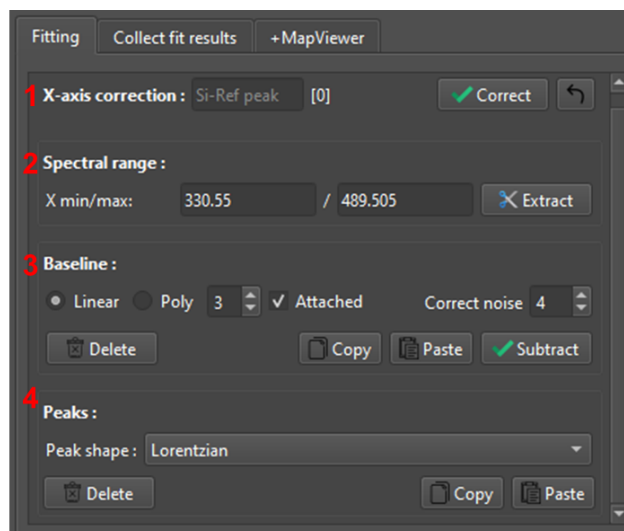 Fitting Collect fit results +MapViewer
1 X-axis correction : Si-Ref peak [0] Correct
2 Spectral range :
X min/max: 330.55 / 489.505 Extract
3 Baseline :
Linear Poly 3 Attached Correct noise 4
Delete Copy Paste Subtract
4 Peaks :
Peak shape : Lorentzian
Delete Copy Paste